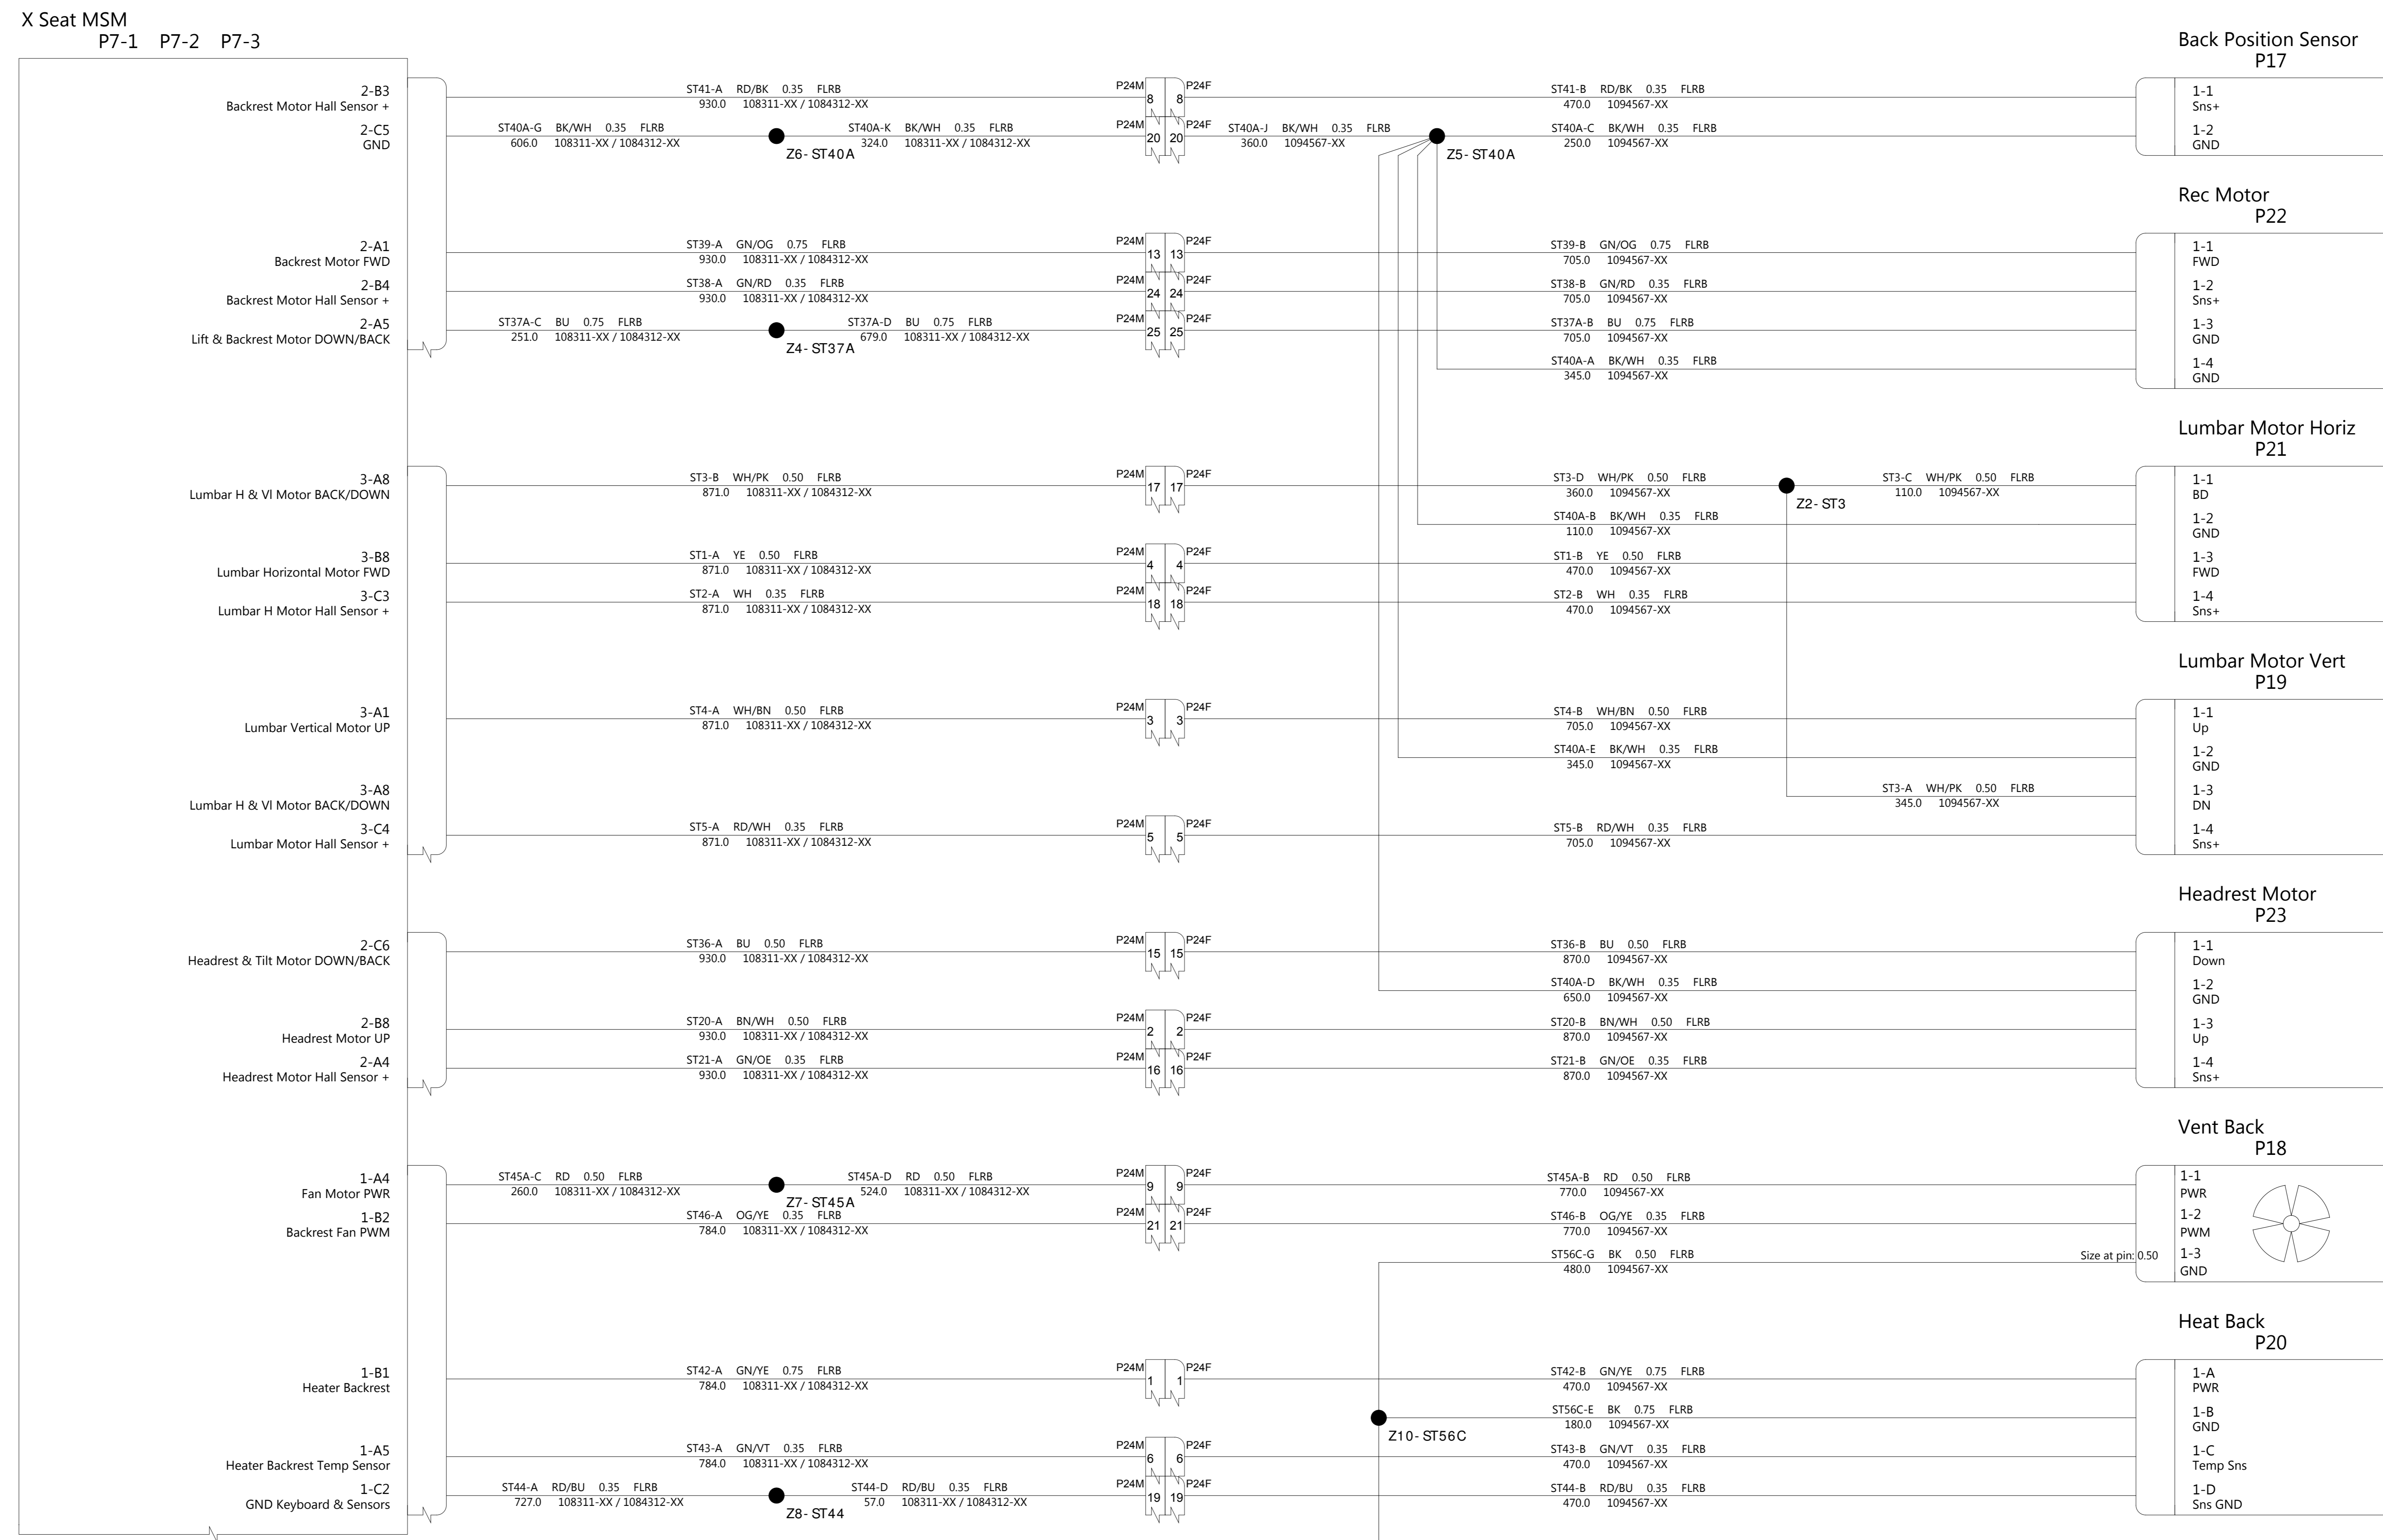 X Seat MSM
P7-1 P7-2 P7-3
Back Position Sensor
P17
2-B3
Backrest Motor Hall Sensor +
ST41-A RD/BK 0.35 FLRB
930.0 108311-XX / 1084312-XX
P24M 8 8 P24F
ST41-B RD/BK 0.35 FLRB
470.0 1094567-XX
1-1
Sns+
2-C5
GND
ST40A-G BK/WH 0.35 FLRB
606.0 108311-XX / 1084312-XX
Z6-ST40A
ST40A-K BK/WH 0.35 FLRB
324.0 108311-XX / 1084312-XX
P24M 20 20 P24F
ST40A-J BK/WH 0.35 FLRB
360.0 1094567-XX
Z5-ST40A
ST40A-C BK/WH 0.35 FLRB
250.0 1094567-XX
1-2
GND
Rec Motor
P22
2-A1
Backrest Motor FWD
ST39-A GN/OG 0.75 FLRB
930.0 108311-XX / 1084312-XX
P24M 13 13 P24F
ST39-B GN/OG 0.75 FLRB
705.0 1094567-XX
1-1
FWD
2-B4
Backrest Motor Hall Sensor +
ST38-A GN/RD 0.35 FLRB
930.0 108311-XX / 1084312-XX
P24M 24 24 P24F
ST38-B GN/RD 0.35 FLRB
705.0 1094567-XX
1-2
Sns+
2-A5
Lift & Backrest Motor DOWN/BACK
ST37A-C BU 0.75 FLRB
251.0 108311-XX / 1084312-XX
Z4-ST37A
ST37A-D BU 0.75 FLRB
679.0 108311-XX / 1084312-XX
P24M 25 25 P24F
ST37A-B BU 0.75 FLRB
705.0 1094567-XX
1-3
GND
ST40A-A BK/WH 0.35 FLRB
345.0 1094567-XX
1-4
GND
Lumbar Motor Horiz
P21
3-A8
Lumbar H & Vl Motor BACK/DOWN
ST3-B WH/PK 0.50 FLRB
871.0 108311-XX / 1084312-XX
P24M 17 17 P24F
ST3-D WH/PK 0.50 FLRB
360.0 1094567-XX
Z2-ST3
ST3-C WH/PK 0.50 FLRB
110.0 1094567-XX
1-1
BD
ST40A-B BK/WH 0.35 FLRB
110.0 1094567-XX
1-2
GND
3-B8
Lumbar Horizontal Motor FWD
ST1-A YE 0.50 FLRB
871.0 108311-XX / 1084312-XX
P24M 4 4 P24F
ST1-B YE 0.50 FLRB
470.0 1094567-XX
1-3
FWD
3-C3
Lumbar H Motor Hall Sensor +
ST2-A WH 0.35 FLRB
871.0 108311-XX / 1084312-XX
P24M 18 18 P24F
ST2-B WH 0.35 FLRB
470.0 1094567-XX
1-4
Sns+
Lumbar Motor Vert
P19
3-A1
Lumbar Vertical Motor UP
ST4-A WH/BN 0.50 FLRB
871.0 108311-XX / 1084312-XX
P24M 3 3 P24F
ST4-B WH/BN 0.50 FLRB
705.0 1094567-XX
1-1
Up
ST40A-E BK/WH 0.35 FLRB
345.0 1094567-XX
1-2
GND
3-A8
Lumbar H & Vl Motor BACK/DOWN
ST3-A WH/PK 0.50 FLRB
345.0 1094567-XX
1-3
DN
3-C4
Lumbar Motor Hall Sensor +
ST5-A RD/WH 0.35 FLRB
871.0 108311-XX / 1084312-XX
P24M 5 5 P24F
ST5-B RD/WH 0.35 FLRB
705.0 1094567-XX
1-4
Sns+
Headrest Motor
P23
2-C6
Headrest & Tilt Motor DOWN/BACK
ST36-A BU 0.50 FLRB
930.0 108311-XX / 1084312-XX
P24M 15 15 P24F
ST36-B BU 0.50 FLRB
870.0 1094567-XX
1-1
Down
ST40A-D BK/WH 0.35 FLRB
650.0 1094567-XX
1-2
GND
2-B8
Headrest Motor UP
ST20-A BN/WH 0.50 FLRB
930.0 108311-XX / 1084312-XX
P24M 2 2 P24F
ST20-B BN/WH 0.50 FLRB
870.0 1094567-XX
1-3
Up
2-A4
Headrest Motor Hall Sensor +
ST21-A GN/OE 0.35 FLRB
930.0 108311-XX / 1084312-XX
P24M 16 16 P24F
ST21-B GN/OE 0.35 FLRB
870.0 1094567-XX
1-4
Sns+
Vent Back
P18
1-A4
Fan Motor PWR
ST45A-C RD 0.50 FLRB
260.0 108311-XX / 1084312-XX
Z7-ST45A
ST45A-D RD 0.50 FLRB
524.0 108311-XX / 1084312-XX
P24M 9 9 P24F
ST45A-B RD 0.50 FLRB
770.0 1094567-XX
1-1
PWR
1-B2
Backrest Fan PWM
ST46-A OG/YE 0.35 FLRB
784.0 108311-XX / 1084312-XX
P24M 21 21 P24F
ST46-B OG/YE 0.35 FLRB
770.0 1094567-XX
1-2
PWM
ST56C-G BK 0.50 FLRB
480.0 1094567-XX
Size at pin: 0.50
1-3
GND
Heat Back
P20
1-B1
Heater Backrest
ST42-A GN/YE 0.75 FLRB
784.0 108311-XX / 1084312-XX
P24M 1 1 P24F
ST42-B GN/YE 0.75 FLRB
470.0 1094567-XX
1-A
PWR
Z10-ST56C
ST56C-E BK 0.75 FLRB
180.0 1094567-XX
1-B
GND
1-A5
Heater Backrest Temp Sensor
ST43-A GN/VT 0.35 FLRB
784.0 108311-XX / 1084312-XX
P24M 6 6 P24F
ST43-B GN/VT 0.35 FLRB
470.0 1094567-XX
1-C
Temp Sns
1-C2
GND Keyboard & Sensors
ST44-A RD/BU 0.35 FLRB
727.0 108311-XX / 1084312-XX
Z8-ST44
ST44-D RD/BU 0.35 FLRB
57.0 108311-XX / 1084312-XX
P24M 19 19 P24F
ST44-B RD/BU 0.35 FLRB
470.0 1094567-XX
1-D
Sns GND